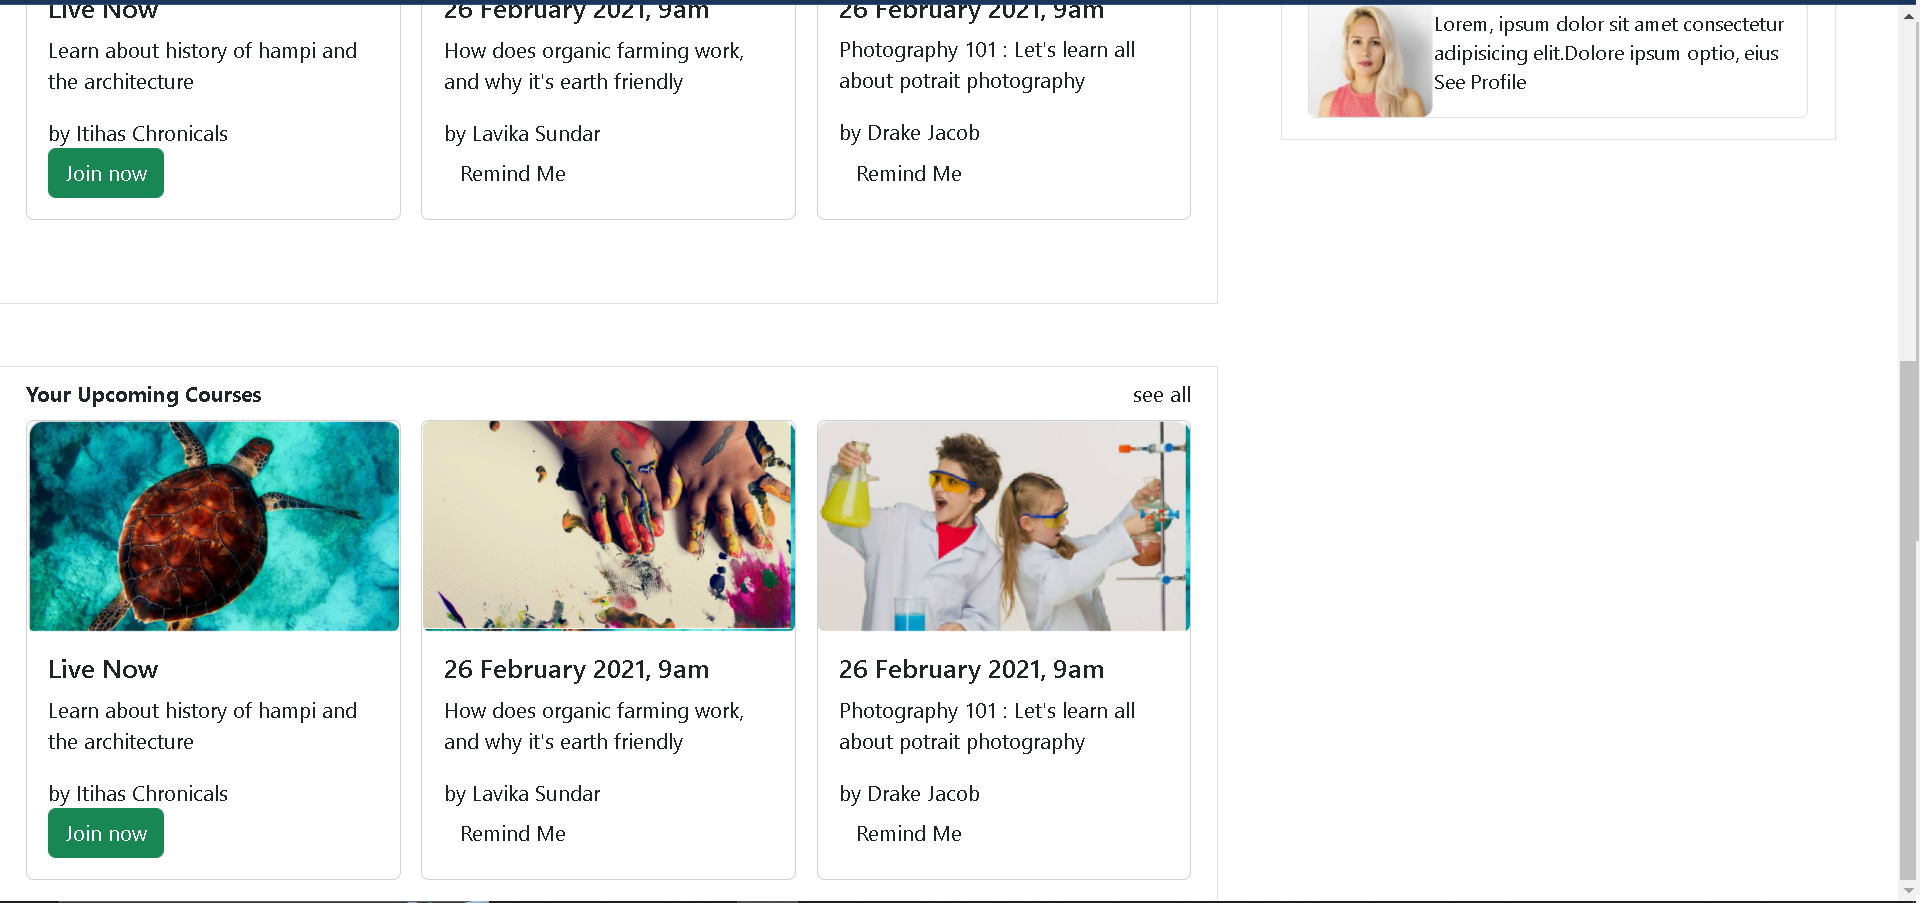 Live Now
Learn about history of hampi and
the architecture
by Itihas Chronicals
Join now
26 February 2021, 9am
How does organic farming work,
and why it's earth friendly
by Lavika Sundar
Remind Me
26 February 2021, 9am
Photography 101 : Let's learn all
about potrait photography
by Drake Jacob
Remind Me
Lorem, ipsum dolor sit amet consectetur
adipisicing elit.Dolore ipsum optio, eius
See Profile
Your Upcoming Courses
see all
Live Now
Learn about history of hampi and
the architecture
by Itihas Chronicals
Join now
26 February 2021, 9am
How does organic farming work,
and why it's earth friendly
by Lavika Sundar
Remind Me
26 February 2021, 9am
Photography 101 : Let's learn all
about potrait photography
by Drake Jacob
Remind Me